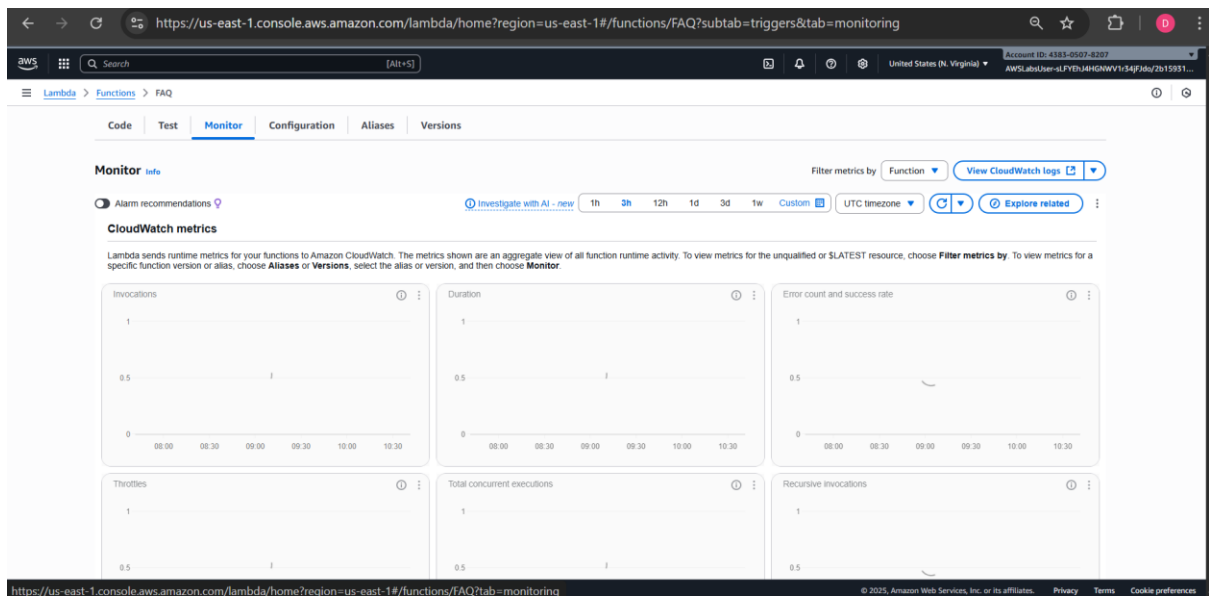 https://us-east-1.console.aws.amazon.com/lambda/home?region=us-east-1#/functions/FAQ?subtab=triggers&tab=monitoring
D
aws
Search
[Alt+S]
United States (N. Virginia)
Account ID: 4383-0507-8207
Lambda > Functions > FAQ
Code Test Monitor Configuration Aliases Versions
Monitor Info
Filter metrics by Function View CloudWatch logs
Alarm recommendations
Investigate with AI - new 1h 3h 12h 1d 3d 1w Custom UTC timezone Explore related
CloudWatch metrics
Lambda sends runtime metrics for your functions to Amazon CloudWatch. The metrics shown are an aggregate view of all function runtime activity. To view metrics for the unqualified or $LATEST resource, choose Filter metrics by. To view metrics for a
specific function version or alias, choose Aliases or Versions, select the alias or version, and then choose Monitor.
Invocations
1
0.5
0
08:00 08:30 09:00 09:30 10:00 10:30
Duration
1
0.5
0
08:00 08:30 09:00 09:30 10:00 10:30
Error count and success rate
1
0.5
0
08:00 08:30 09:00 09:30 10:00 10:30
Throttles
1
0.5
Total concurrent executions
1
0.5
Recursive invocations
1
0.5
https://us-east-1.console.aws.amazon.com/lambda/home?region=us-east-1#/functions/FAQ?tab=monitoring
© 2025, Amazon Web Services, Inc. or its affiliates. Privacy Terms Cookie preferences